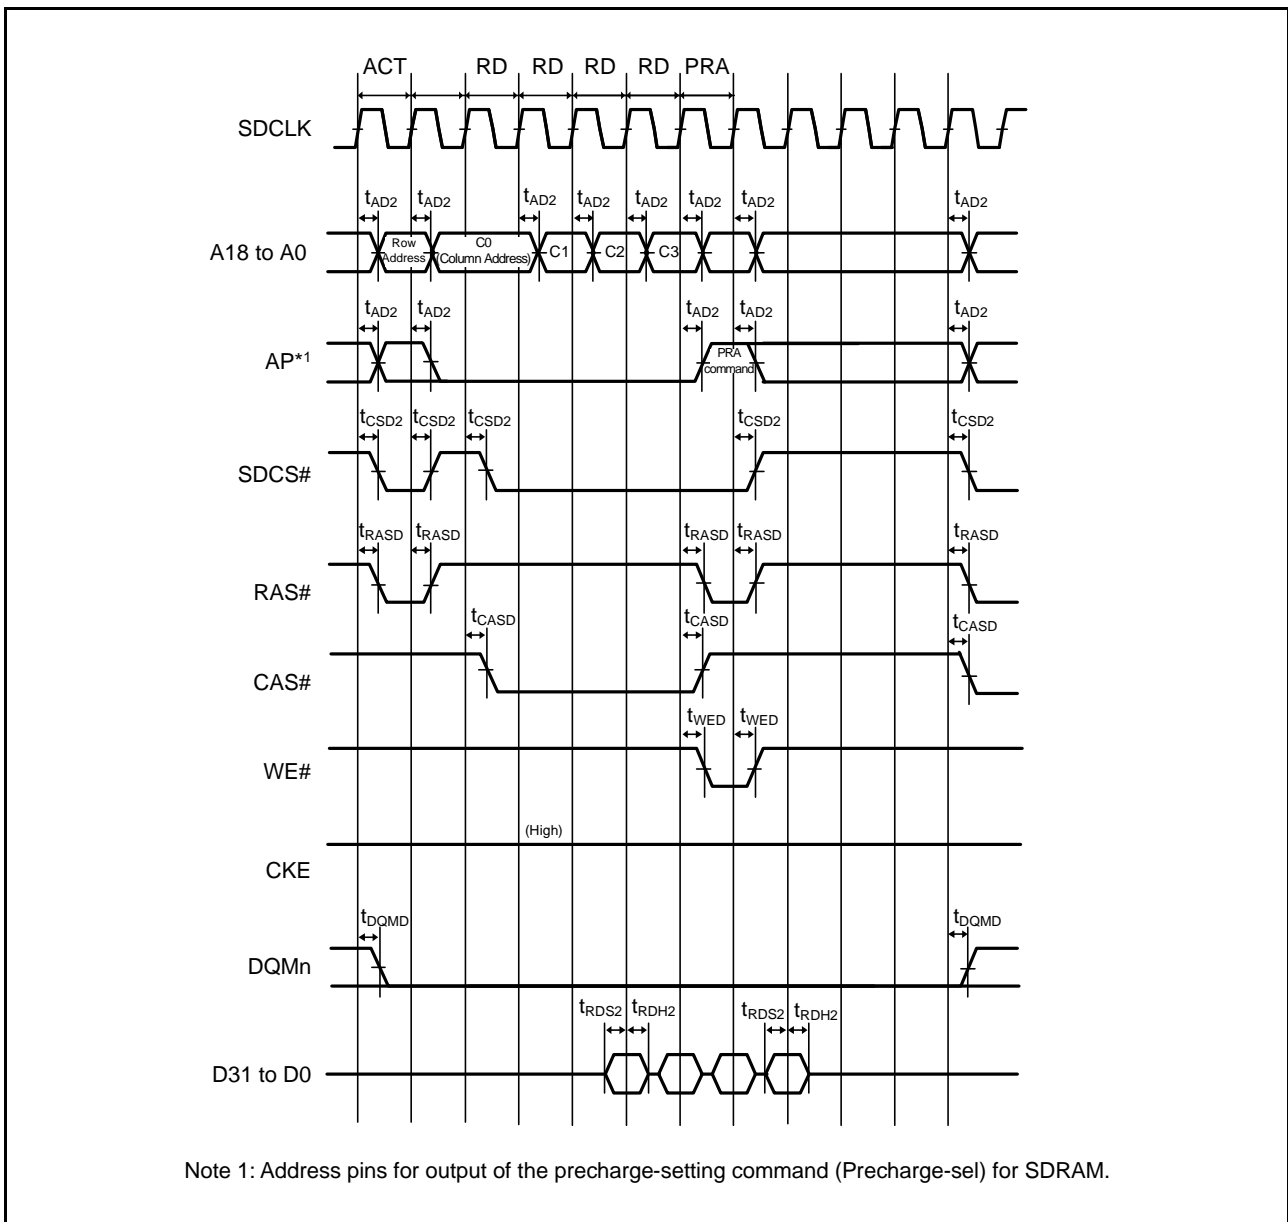 ACT RD RD RD RD PRA
SDCLK
tAD2 tAD2 tAD2 tAD2 tAD2 tAD2 tAD2 tAD2
A18 to A0
Row Address
C0 (Column Address)
C1 C2 C3
tAD2 tAD2 tAD2 tAD2 tAD2
AP*1
PRA command
tCSD2 tCSD2 tCSD2 tCSD2 tCSD2
SDCS#
tRASD tRASD tRASD tRASD tRASD
RAS#
tCASD tCASD tCASD
CAS#
tWED tWED
WE#
(High)
CKE
tDQMD tDQMD
DQMn
tRDS2 tRDH2 tRDS2 tRDH2
D31 to D0
Note 1: Address pins for output of the precharge-setting command (Precharge-sel) for SDRAM.